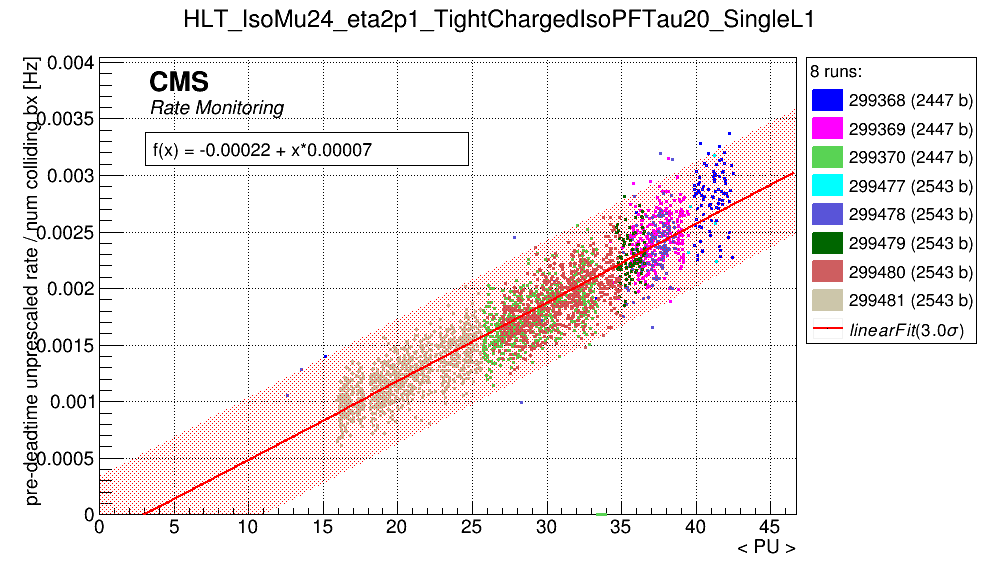 HLT_IsoMu24_eta2p1_TightChargedIsoPFTau20_SingleL1
pre-deadtime unprescaled rate / num colliding bx [Hz]
0.004
0.0035
0.003
0.0025
0.002
0.0015
0.001
0.0005
0
CMS
Rate Monitoring
f(x) = -0.00022 + x*0.00007
0 5 10 15 20 25 30 35 40 45
< PU >
8 runs:
299368 (2447 b)
299369 (2447 b)
299370 (2447 b)
299477 (2543 b)
299478 (2543 b)
299479 (2543 b)
299480 (2543 b)
299481 (2543 b)
linearFit(3.0σ)